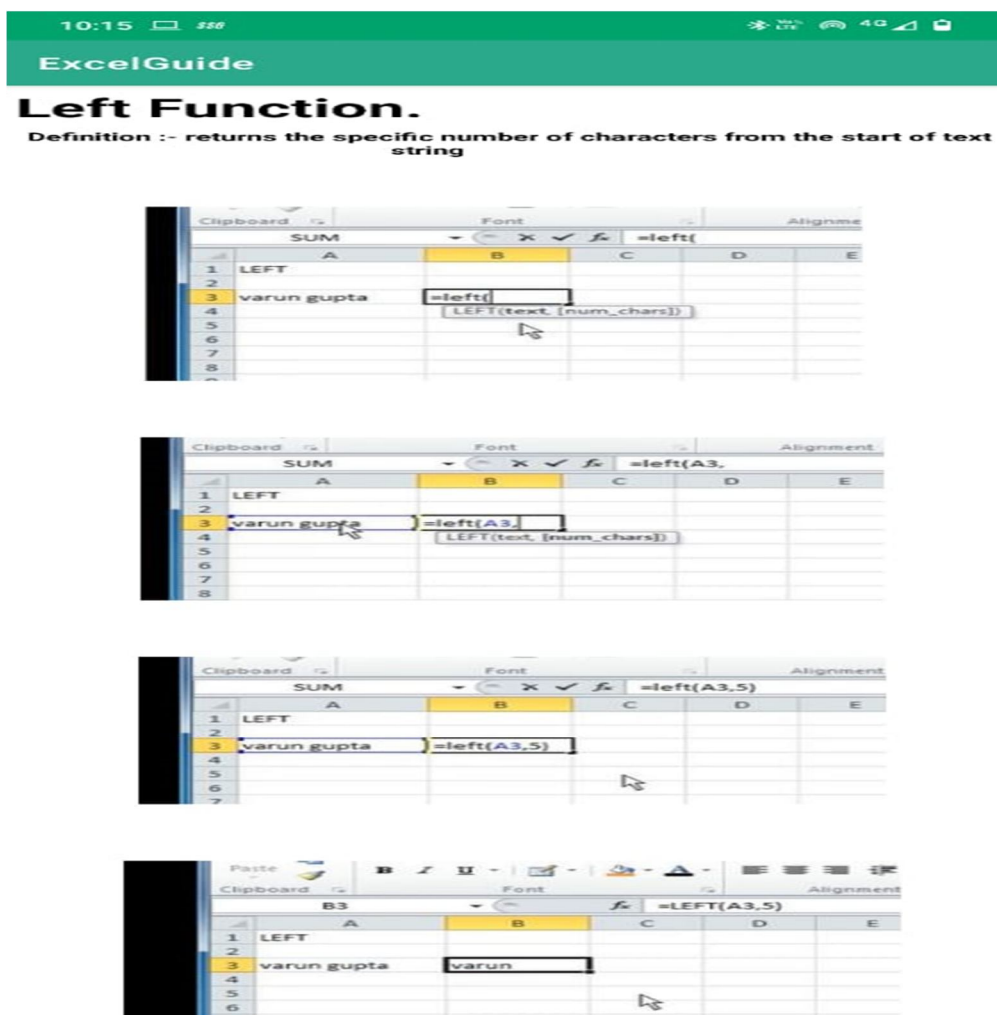 10:15
4G
ExcelGuide
Left Function.
Definition :- returns the specific number of characters from the start of text
string
Clipboard Font Alignme
SUM =left(
A B C D E
1 LEFT
2
3 varun gupta =left(
4 LEFT(text, [num_chars])
5
6
7
8
Clipboard Font Alignment
SUM fx =left(A3,
A B C D E
1 LEFT
2
3 varun gupta =left(A3,
4 LEFT(text, [num_chars])
5
6
7
8
Clipboard Font Alignment
SUM fx =left(A3,5)
A B C D E
1 LEFT
2
3 varun gupta =left(A3,5)
4
5
6
7
Paste B I U A
Clipboard Font Alignment
B3 fx =LEFT(A3,5)
A B C D E
1 LEFT
2
3 varun gupta varun
4
5
6